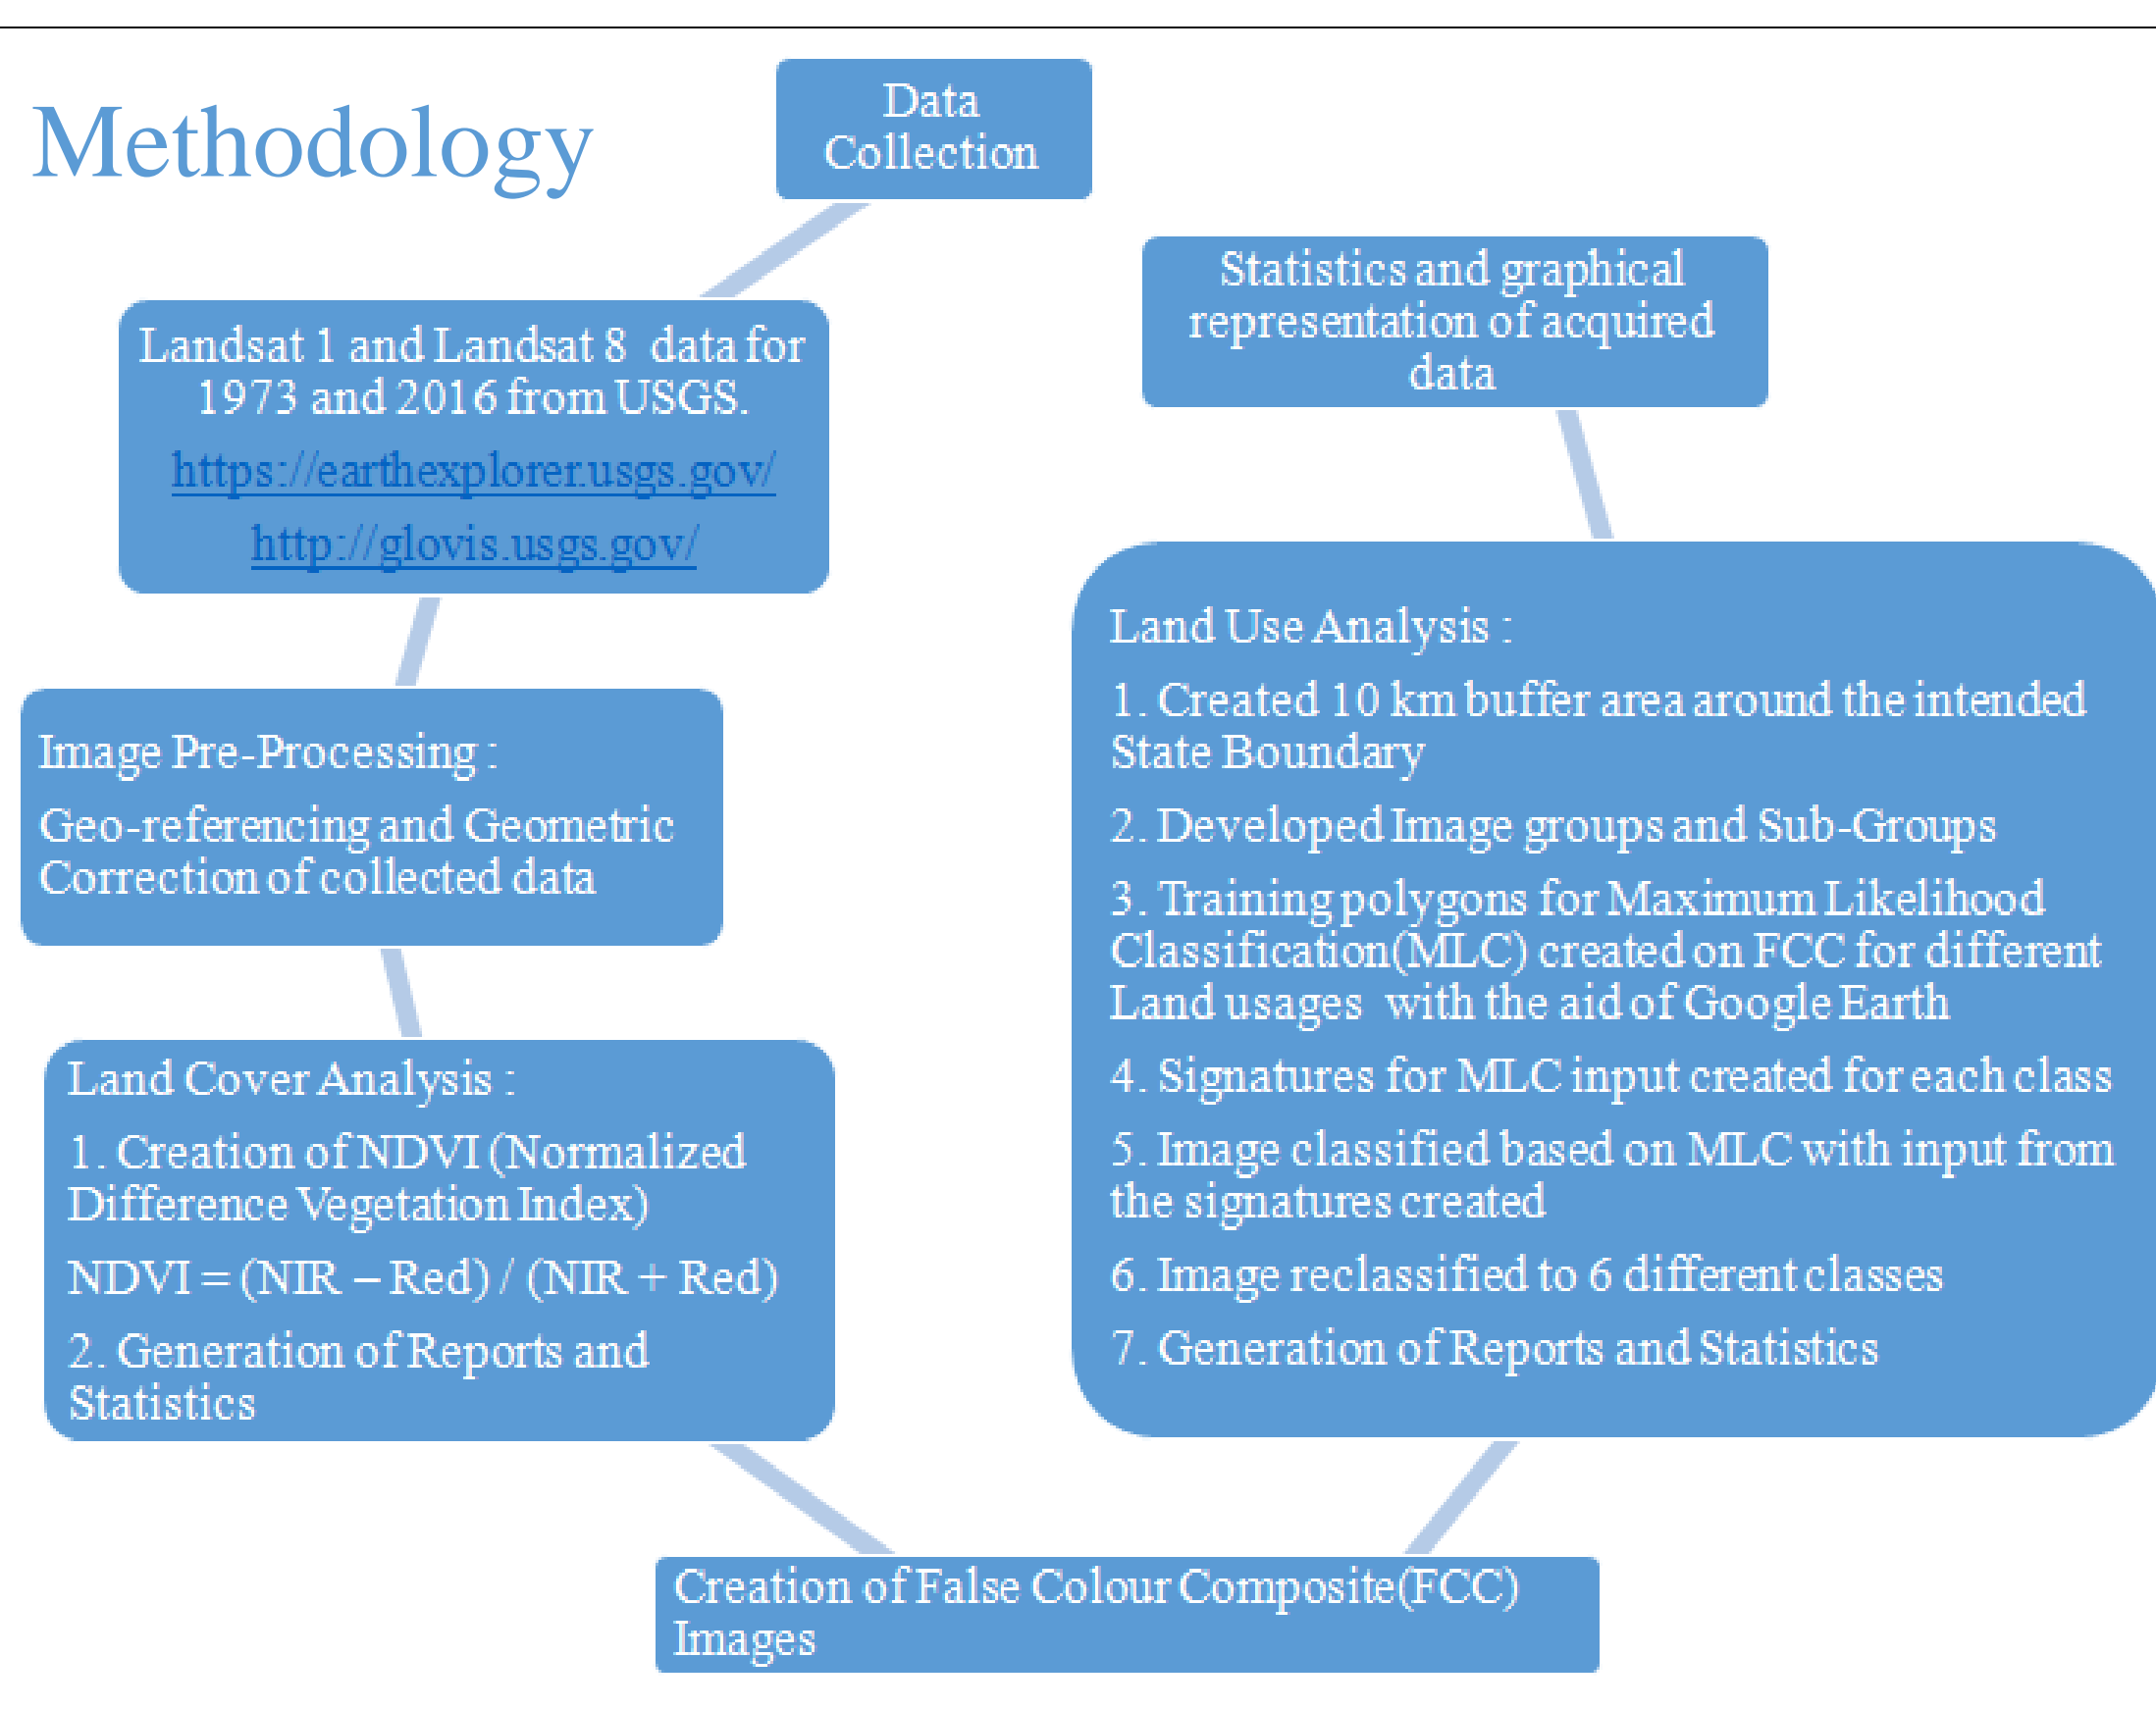 Methodology
Data
Collection
Landsat 1 and Landsat 8 data for
1973 and 2016 from USGS.
https://earthexplorer.usgs.gov/
http://glovis.usgs.gov/
Image Pre-Processing :
Geo-referencing and Geometric
Correction of collected data
Land Cover Analysis :
1. Creation of NDVI (Normalized
Difference Vegetation Index)
NDVI = (NIR – Red) / (NIR + Red)
2. Generation of Reports and
Statistics
Creation of False Colour Composite(FCC)
Images
Land Use Analysis :
1. Created 10 km buffer area around the intended
State Boundary
2. Developed Image groups and Sub-Groups
3. Training polygons for Maximum Likelihood
Classification(MLC) created on FCC for different
Land usages with the aid of Google Earth
4. Signatures for MLC input created for each class
5. Image classified based on MLC with input from
the signatures created
6. Image reclassified to 6 different classes
7. Generation of Reports and Statistics
Statistics and graphical
representation of acquired
data